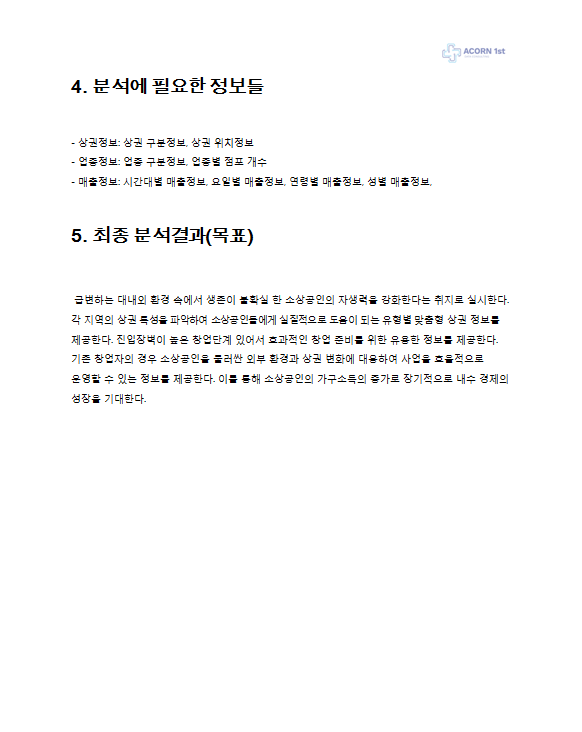 ACORN 1st
4. 분석에 필요한 정보들
- 상권정보: 상권 구분정보, 상권 위치정보
- 업종정보: 업종 구분정보, 업종별 점포 개수
- 매출정보: 시간대별 매출정보, 요일별 매출정보, 연령별 매출정보, 성별 매출정보,
5. 최종 분석결과(목표)
급변하는 대내외 환경 속에서 생존이 불확실 한 소상공인의 자생력을 강화한다는 취지로 실시한다.
각 지역의 상권 특성을 파악하여 소상공인들에게 실질적으로 도움이 되는 유형별 맞춤형 상권 정보를
제공한다. 진입장벽이 높은 창업단계 있어서 효과적인 창업 준비를 위한 유용한 정보를 제공한다.
기존 창업자의 경우 소상공인을 둘러싼 외부 환경과 상권 변화에 대응하여 사업을 효율적으로
운영할 수 있는 정보를 제공한다. 이를 통해 소상공인의 가구소득의 증가로 장기적으로 내수 경제의
성장을 기대한다.